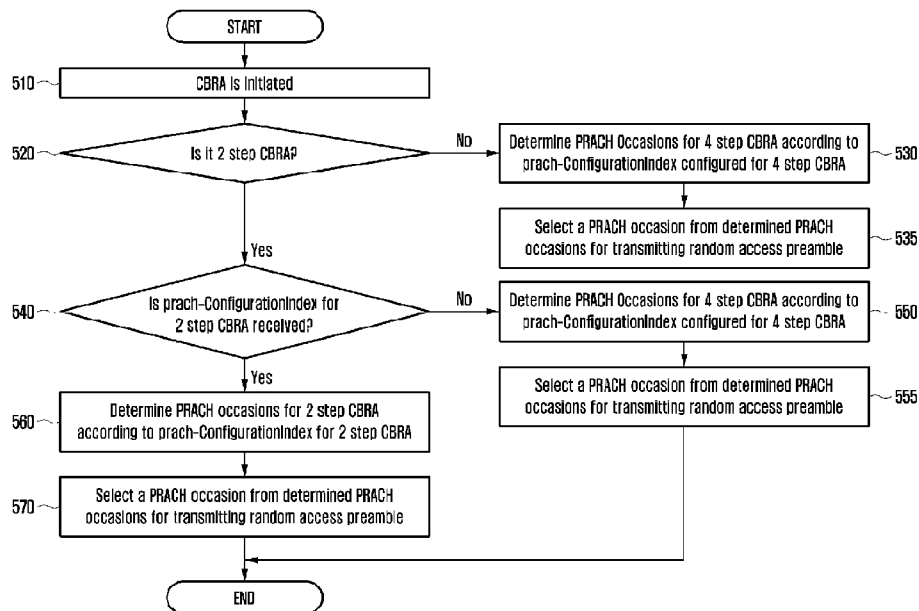 START
510
CBRA is initiated
520
Is it 2 step CBRA?
No
Determine PRACH Occasions for 4 step CBRA according to
prach-ConfigurationIndex configured for 4 step CBRA
530
Select a PRACH occasion from determined PRACH
occasions for transmitting random access preamble
535
Yes
540
Is prach-ConfigurationIndex for
2 step CBRA received?
No
Determine PRACH Occasions for 4 step CBRA according to
prach-ConfigurationIndex configured for 4 step CBRA
550
Yes
Select a PRACH occasion from determined PRACH
occasions for transmitting random access preamble
555
560
Determine PRACH occasions for 2 step CBRA
according to prach-ConfigurationIndex for 2 step CBRA
570
Select a PRACH occasion from determined PRACH
occasions for transmitting random access preamble
END